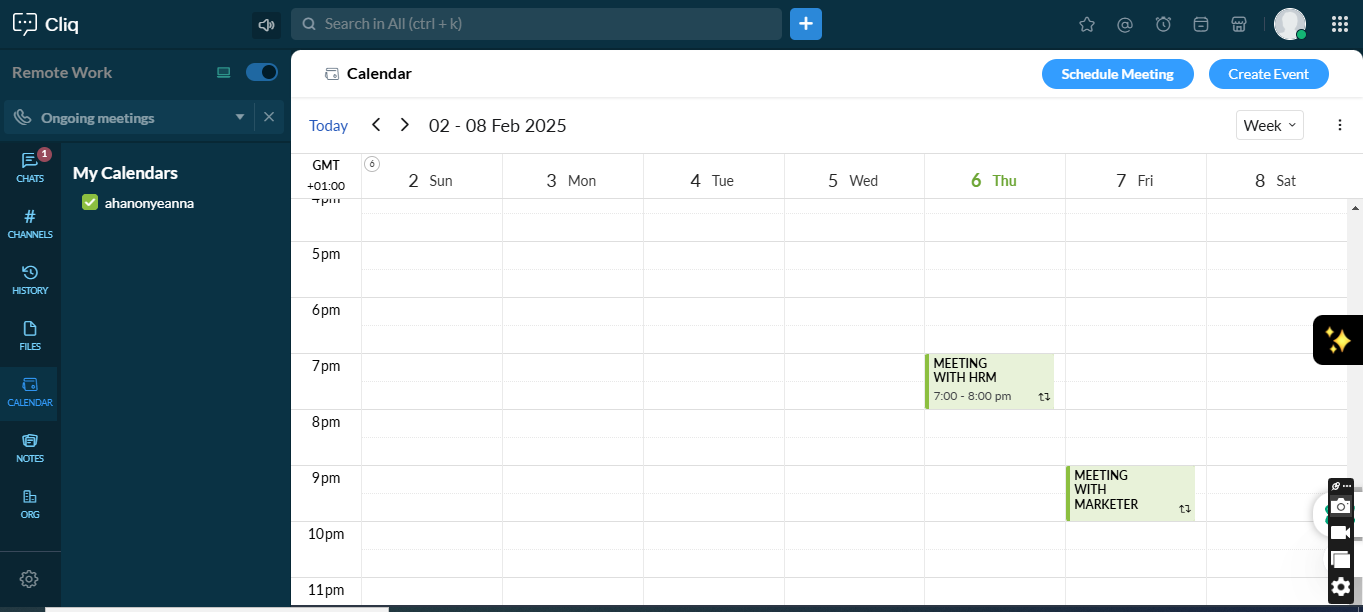 Cliq
Search in All (ctrl + k)
Remote Work
Ongoing meetings
1
CHATS
CHANNELS
HISTORY
FILES
CALENDAR
NOTES
ORG
My Calendars
ahanonyeanna
Calendar
Schedule Meeting
Create Event
Today
02 - 08 Feb 2025
Week
GMT
+01:00
6
2 Sun
3 Mon
4 Tue
5 Wed
6 Thu
7 Fri
8 Sat
4pm
5pm
6pm
7pm
8pm
9pm
10pm
11pm
MEETING
WITH HRM
7:00 - 8:00 pm
MEETING
WITH
MARKETER